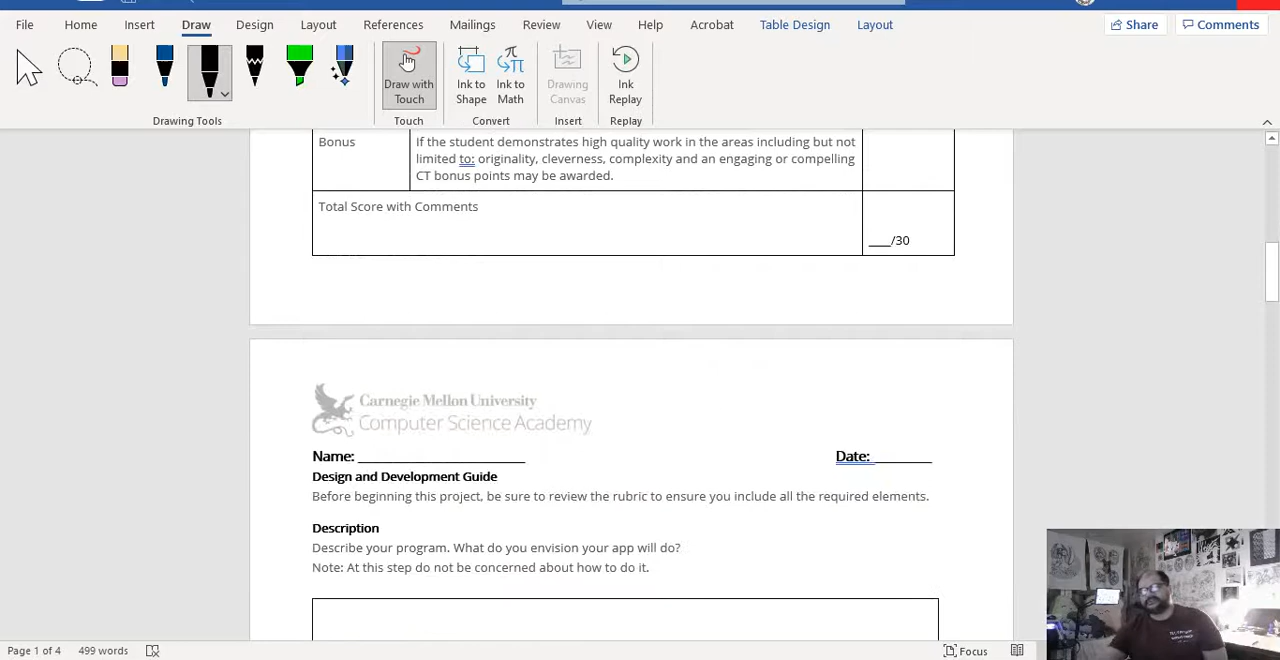 File Home Insert Draw Design Layout References Mailings Review View Help Acrobat Table Design Layout Share Comments
Draw with Touch
Ink to Shape
Ink to Math
Drawing Canvas
Ink Replay
Drawing Tools Touch Convert Insert Replay
Bonus
If the student demonstrates high quality work in the areas including but not
limited to: originality, cleverness, complexity and an engaging or compelling
CT bonus points may be awarded.
Total Score with Comments
___/30
Carnegie Mellon University
Computer Science Academy
Name: ______________________ Date: ________
Design and Development Guide
Before beginning this project, be sure to review the rubric to ensure you include all the required elements.
Description
Describe your program. What do you envision your app will do?
Note: At this step do not be concerned about how to do it.
Page 1 of 4 499 words Focus